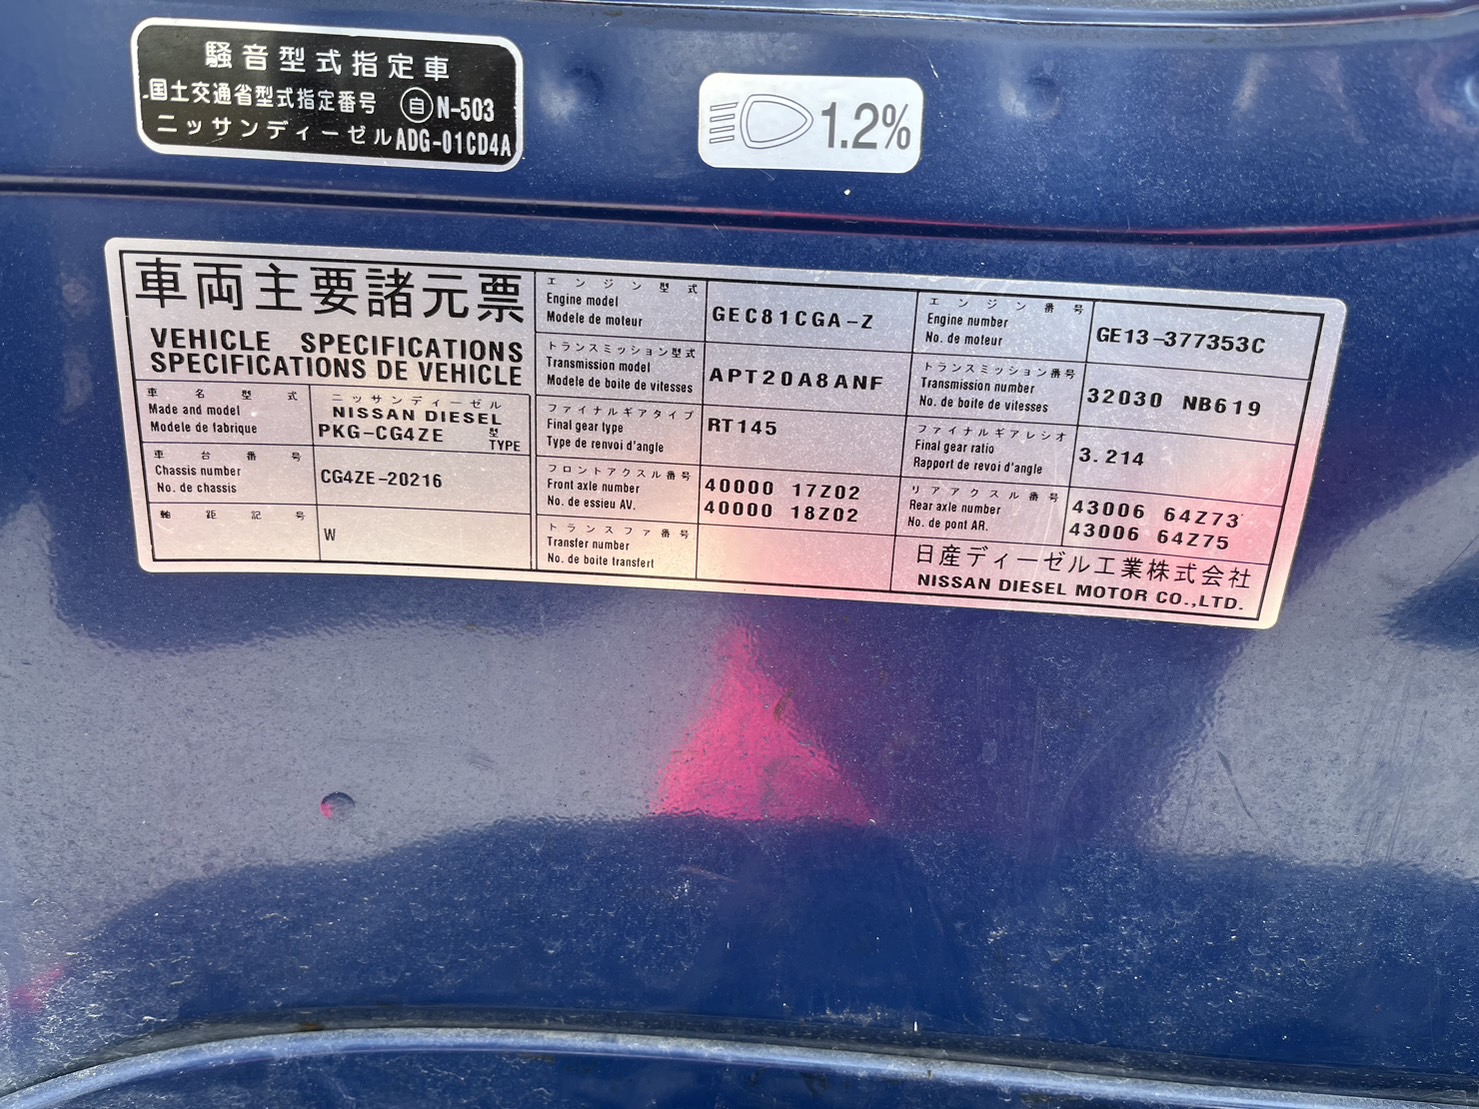 騒音型式指定車
国土交通省型式指定番号 自 N-503
ニッサンディーゼル ADG-01CD4A
1.2%
車両主要諸元票
VEHICLE SPECIFICATIONS
SPECIFICATIONS DE VEHICLE
車名型式
Made and model
Modele de fabrique
ニッサンディーゼル
NISSAN DIESEL
PKG-CG4ZE 型
TYPE
車台番号
Chassis number
No. de chassis
CG4ZE-20216
軸距記号
W
エンジン型式
Engine model
Modele de moteur
GEC81CGA-Z
エンジン番号
Engine number
No. de moteur
GE13-377353C
トランスミッション型式
Transmission model
Modele de boite de vitesses
APT20A8ANF
トランスミッション番号
Transmission number
No. de boite de vitesses
32030 NB619
ファイナルギアタイプ
Final gear type
Type de renvoi d'angle
RT145
ファイナルギアレシオ
Final gear ratio
Rapport de revoi d'angle
3.214
フロントアクスル番号
Front axle number
No. de essieu AV.
40000 17Z02
40000 18Z02
リアアクスル番号
Rear axle number
No. de pont AR.
43006 64Z73
43006 64Z75
トランスファ番号
Transfer number
No. de boite transfert
日産ディーゼル工業株式会社
NISSAN DIESEL MOTOR CO.,LTD.